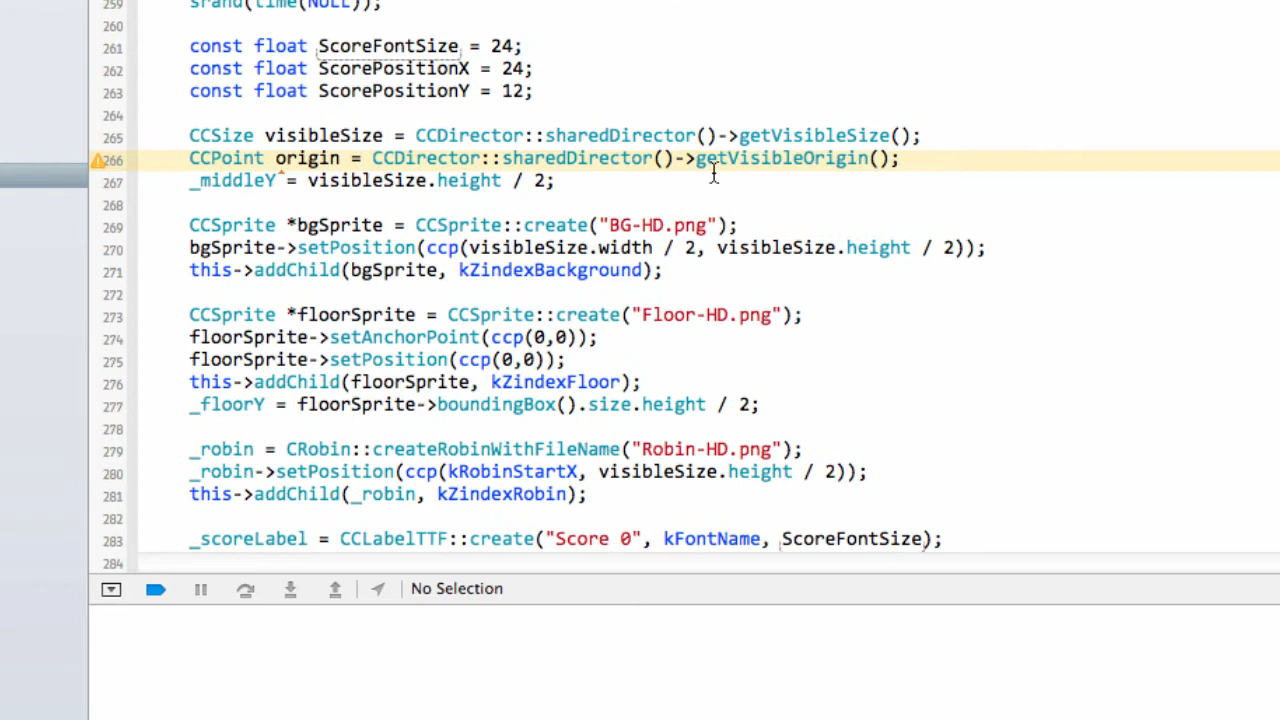 259 srand(time(NULL));
260
261 const float ScoreFontSize = 24;
262 const float ScorePositionX = 24;
263 const float ScorePositionY = 12;
264
265 CCSize visibleSize = CCDirector::sharedDirector()->getVisibleSize();
266 CCPoint origin = CCDirector::sharedDirector()->getVisibleOrigin();
267 _middleY = visibleSize.height / 2;
268
269 CCSprite *bgSprite = CCSprite::create("BG-HD.png");
270 bgSprite->setPosition(ccp(visibleSize.width / 2, visibleSize.height / 2));
271 this->addChild(bgSprite, kZindexBackground);
272
273 CCSprite *floorSprite = CCSprite::create("Floor-HD.png");
274 floorSprite->setAnchorPoint(ccp(0,0));
275 floorSprite->setPosition(ccp(0,0));
276 this->addChild(floorSprite, kZindexFloor);
277 _floorY = floorSprite->boundingBox().size.height / 2;
278
279 _robin = CRobin::createRobinWithFileName("Robin-HD.png");
280 _robin->setPosition(ccp(kRobinStartX, visibleSize.height / 2));
281 this->addChild(_robin, kZindexRobin);
282
283 _scoreLabel = CCLabelTTF::create("Score 0", kFontName, ScoreFontSize);
284
No Selection